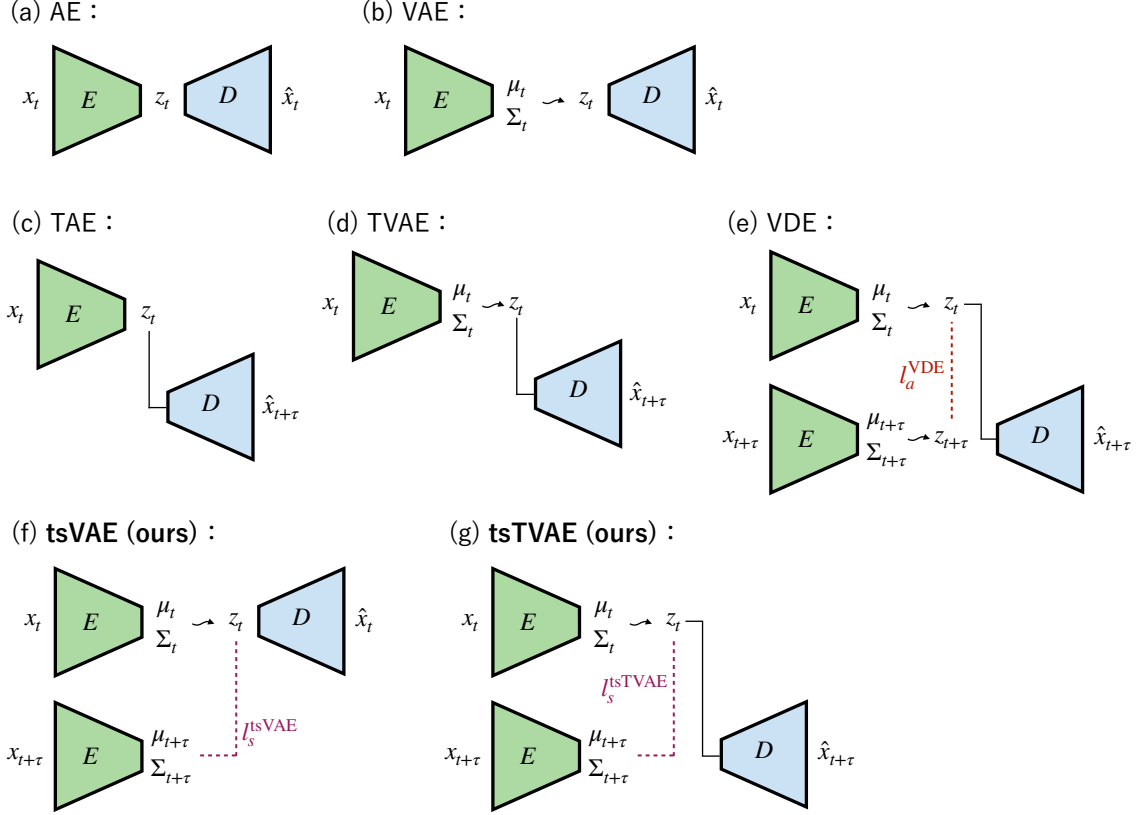 (a) AE : (b) VAE :
x_t E z_t D x̂_t x_t E μ_t Σ_t z_t D x̂_t
(c) TAE : (d) TVAE : (e) VDE :
x_t E z_t D x̂_{t+τ}
x_t E μ_t Σ_t z_t D x̂_{t+τ}
x_t E μ_t Σ_t z_t
l_a^{VDE}
x_{t+τ} E μ_{t+τ} Σ_{t+τ} z_{t+τ} D x̂_{t+τ}
(f) tsVAE (ours) : (g) tsTVAE (ours) :
x_t E μ_t Σ_t z_t D x̂_t
l_s^{tsVAE}
x_{t+τ} E μ_{t+τ} Σ_{t+τ}
x_t E μ_t Σ_t z_t
l_s^{tsTVAE}
x_{t+τ} E μ_{t+τ} Σ_{t+τ} D x̂_{t+τ}